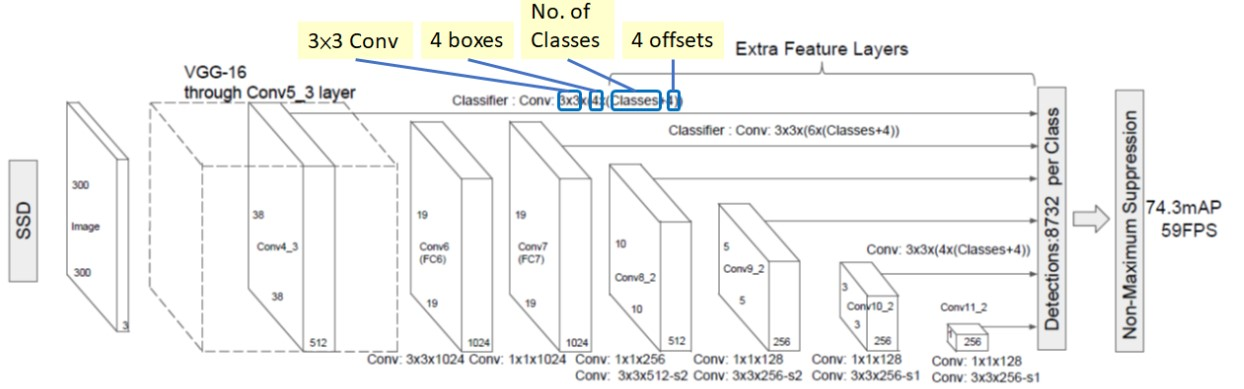 No. of
Classes
3x3 Conv
4 boxes
4 offsets
Extra Feature Layers
VGG-16
through Conv5_3 layer
Classifier : Conv: 3x3x(4x(Classes+4))
Classifier : Conv: 3x3x(6x(Classes+4))
SSD
300
Image
300
3
38
Conv4_3
38
512
19
Conv6
(FC6)
19
1024
19
Conv7
(FC7)
19
1024
10
Conv8_2
10
512
5
Conv9_2
5
256
Conv: 3x3x(4x(Classes+4))
3
Conv10_2
3
256
Conv11_2
1
256
Detections:8732 per Class
Non-Maximum Suppression
74.3mAP
59FPS
Conv: 3x3x1024
Conv: 1x1x1024
Conv: 1x1x256
Conv: 3x3x512-s2
Conv: 1x1x128
Conv: 3x3x256-s2
Conv: 1x1x128
Conv: 3x3x256-s1
Conv: 1x1x128
Conv: 3x3x256-s1